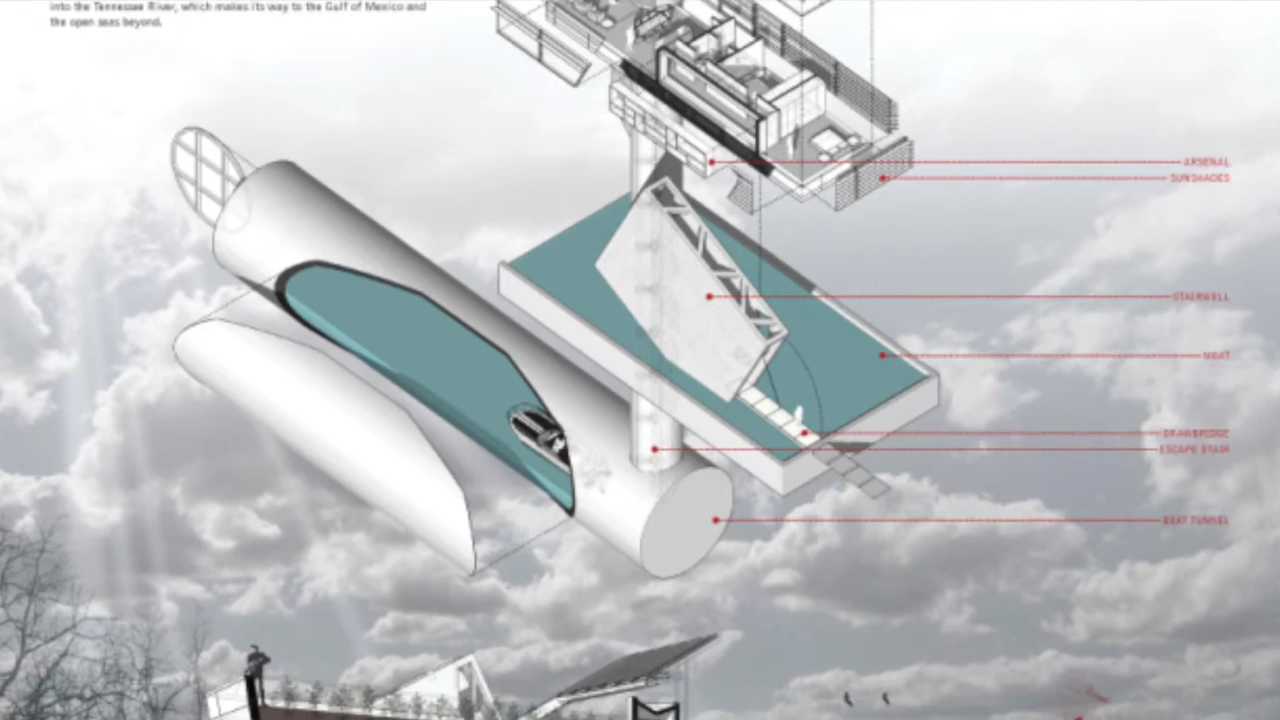 into the Tennessee River, which makes its way to the Gulf of Mexico and
the open seas beyond.
ARSENAL
SUNSHADES
STAIRWELL
MOAT
DRAWBRIDGE
ESCAPE STAIR
BOAT TUNNEL